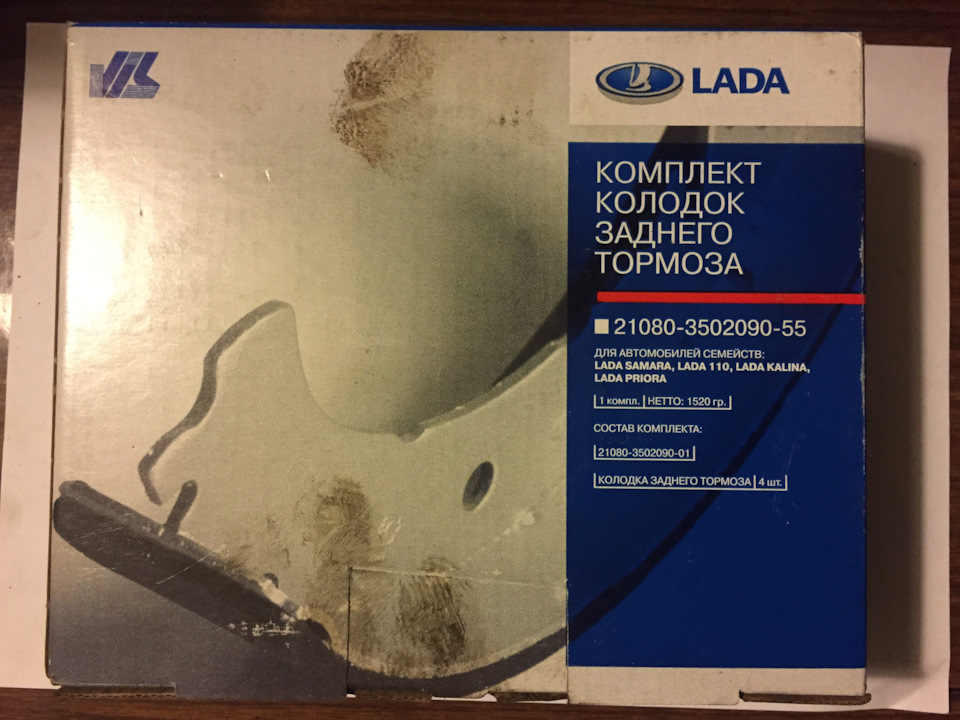 LADA
КОМПЛЕКТ
КОЛОДОК
ЗАДНЕГО
ТОРМОЗА
21080-3502090-55
ДЛЯ АВТОМОБИЛЕЙ СЕМЕЙСТВ:
LADA SAMARA, LADA 110, LADA KALINA,
LADA PRIORA
1 компл. НЕТТО: 1520 гр.
СОСТАВ КОМПЛЕКТА:
21080-3502090-01
КОЛОДКА ЗАДНЕГО ТОРМОЗА 4 шт.